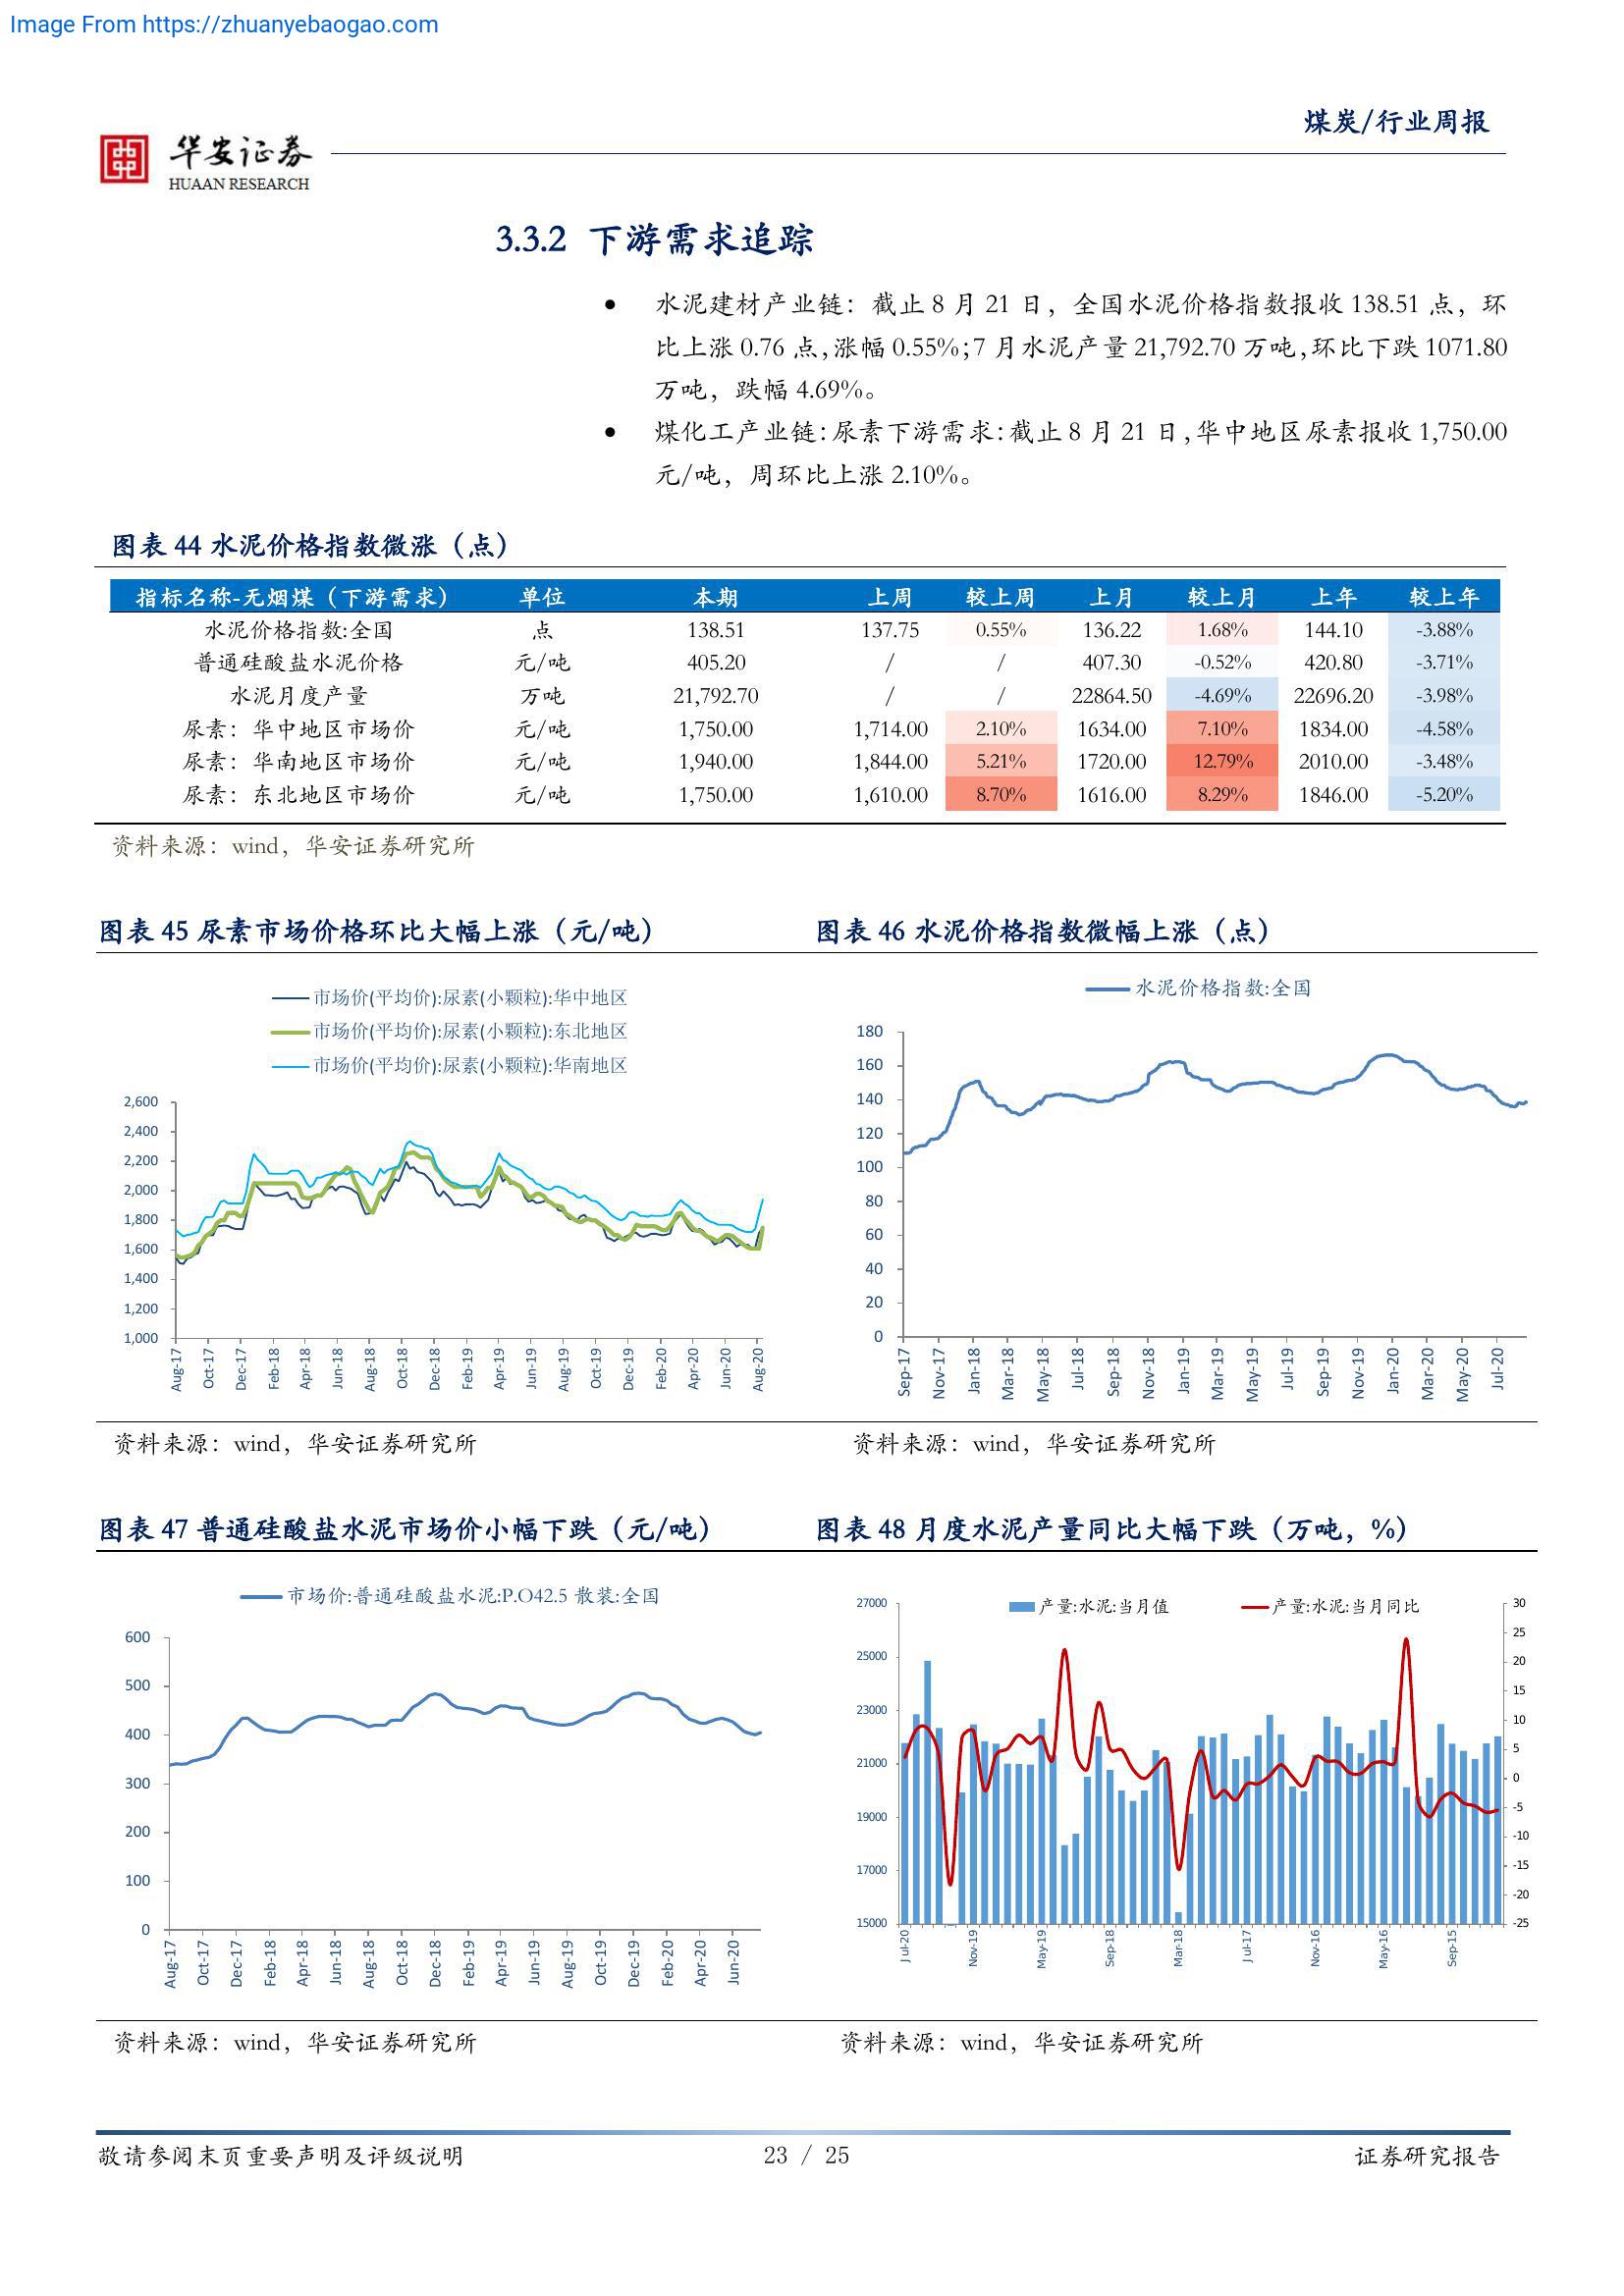 Image From https://zhuanyebaogao.com
煤炭/行业周报
华安证券
HUAAN RESEARCH
3.3.2 下游需求追踪
• 水泥建材产业链：截止 8 月 21 日，全国水泥价格指数报收 138.51 点，环
比上涨 0.76 点,涨幅 0.55%;7 月水泥产量 21,792.70 万吨,环比下跌 1071.80
万吨，跌幅 4.69%。
• 煤化工产业链:尿素下游需求:截止 8 月 21 日,华中地区尿素报收 1,750.00
元/吨，周环比上涨 2.10%。
图表 44 水泥价格指数微涨（点）
指标名称-无烟煤（下游需求） 单位 本期 上周 较上周 上月 较上月 上年 较上年
水泥价格指数:全国 点 138.51 137.75 0.55% 136.22 1.68% 144.10 -3.88%
普通硅酸盐水泥价格 元/吨 405.20 / / 407.30 -0.52% 420.80 -3.71%
水泥月度产量 万吨 21,792.70 / / 22864.50 -4.69% 22696.20 -3.98%
尿素：华中地区市场价 元/吨 1,750.00 1,714.00 2.10% 1634.00 7.10% 1834.00 -4.58%
尿素：华南地区市场价 元/吨 1,940.00 1,844.00 5.21% 1720.00 12.79% 2010.00 -3.48%
尿素：东北地区市场价 元/吨 1,750.00 1,610.00 8.70% 1616.00 8.29% 1846.00 -5.20%
资料来源：wind，华安证券研究所
图表 45 尿素市场价格环比大幅上涨（元/吨）
市场价(平均价):尿素(小颗粒):华中地区
市场价(平均价):尿素(小颗粒):东北地区
市场价(平均价):尿素(小颗粒):华南地区
2,600
2,400
2,200
2,000
1,800
1,600
1,400
1,200
1,000
Aug-17 Oct-17 Dec-17 Feb-18 Apr-18 Jun-18 Aug-18 Oct-18 Dec-18 Feb-19 Apr-19 Jun-19 Aug-19 Oct-19 Dec-19 Feb-20 Apr-20 Jun-20 Aug-20
资料来源：wind，华安证券研究所
图表 46 水泥价格指数微幅上涨（点）
水泥价格指数:全国
180
160
140
120
100
80
60
40
20
0
Sep-17 Nov-17 Jan-18 Mar-18 May-18 Jul-18 Sep-18 Nov-18 Jan-19 Mar-19 May-19 Jul-19 Sep-19 Nov-19 Jan-20 Mar-20 May-20 Jul-20
资料来源：wind，华安证券研究所
图表 47 普通硅酸盐水泥市场价小幅下跌（元/吨）
市场价:普通硅酸盐水泥:P.O42.5 散装:全国
600
500
400
300
200
100
0
Aug-17 Oct-17 Dec-17 Feb-18 Apr-18 Jun-18 Aug-18 Oct-18 Dec-18 Feb-19 Apr-19 Jun-19 Aug-19 Oct-19 Dec-19 Feb-20 Apr-20 Jun-20
资料来源：wind，华安证券研究所
图表 48 月度水泥产量同比大幅下跌（万吨，%）
产量:水泥:当月值 产量:水泥:当月同比
27000
25000
23000
21000
19000
17000
15000
30
25
20
15
10
5
0
-5
-10
-15
-20
-25
Jul-20 Nov-19 May-19 Sep-18 Mar-18 Jul-17 Nov-16 May-16 Sep-15
资料来源：wind，华安证券研究所
敬请参阅末页重要声明及评级说明 23 / 25 证券研究报告